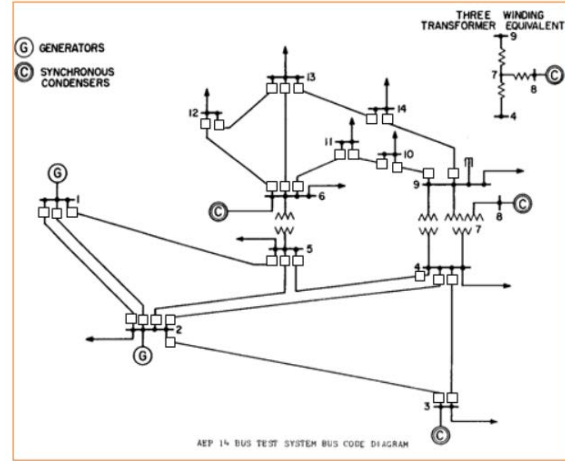 THREE WINDING
TRANSFORMER EQUIVALENT
G GENERATORS
C SYNCHRONOUS
CONDENSERS
9
7
8
C
4
13
14
12
11
10
9
G
1
C
6
C
8
7
5
4
2
G
3
C
AEP 14 BUS TEST SYSTEM BUS CODE DIAGRAM